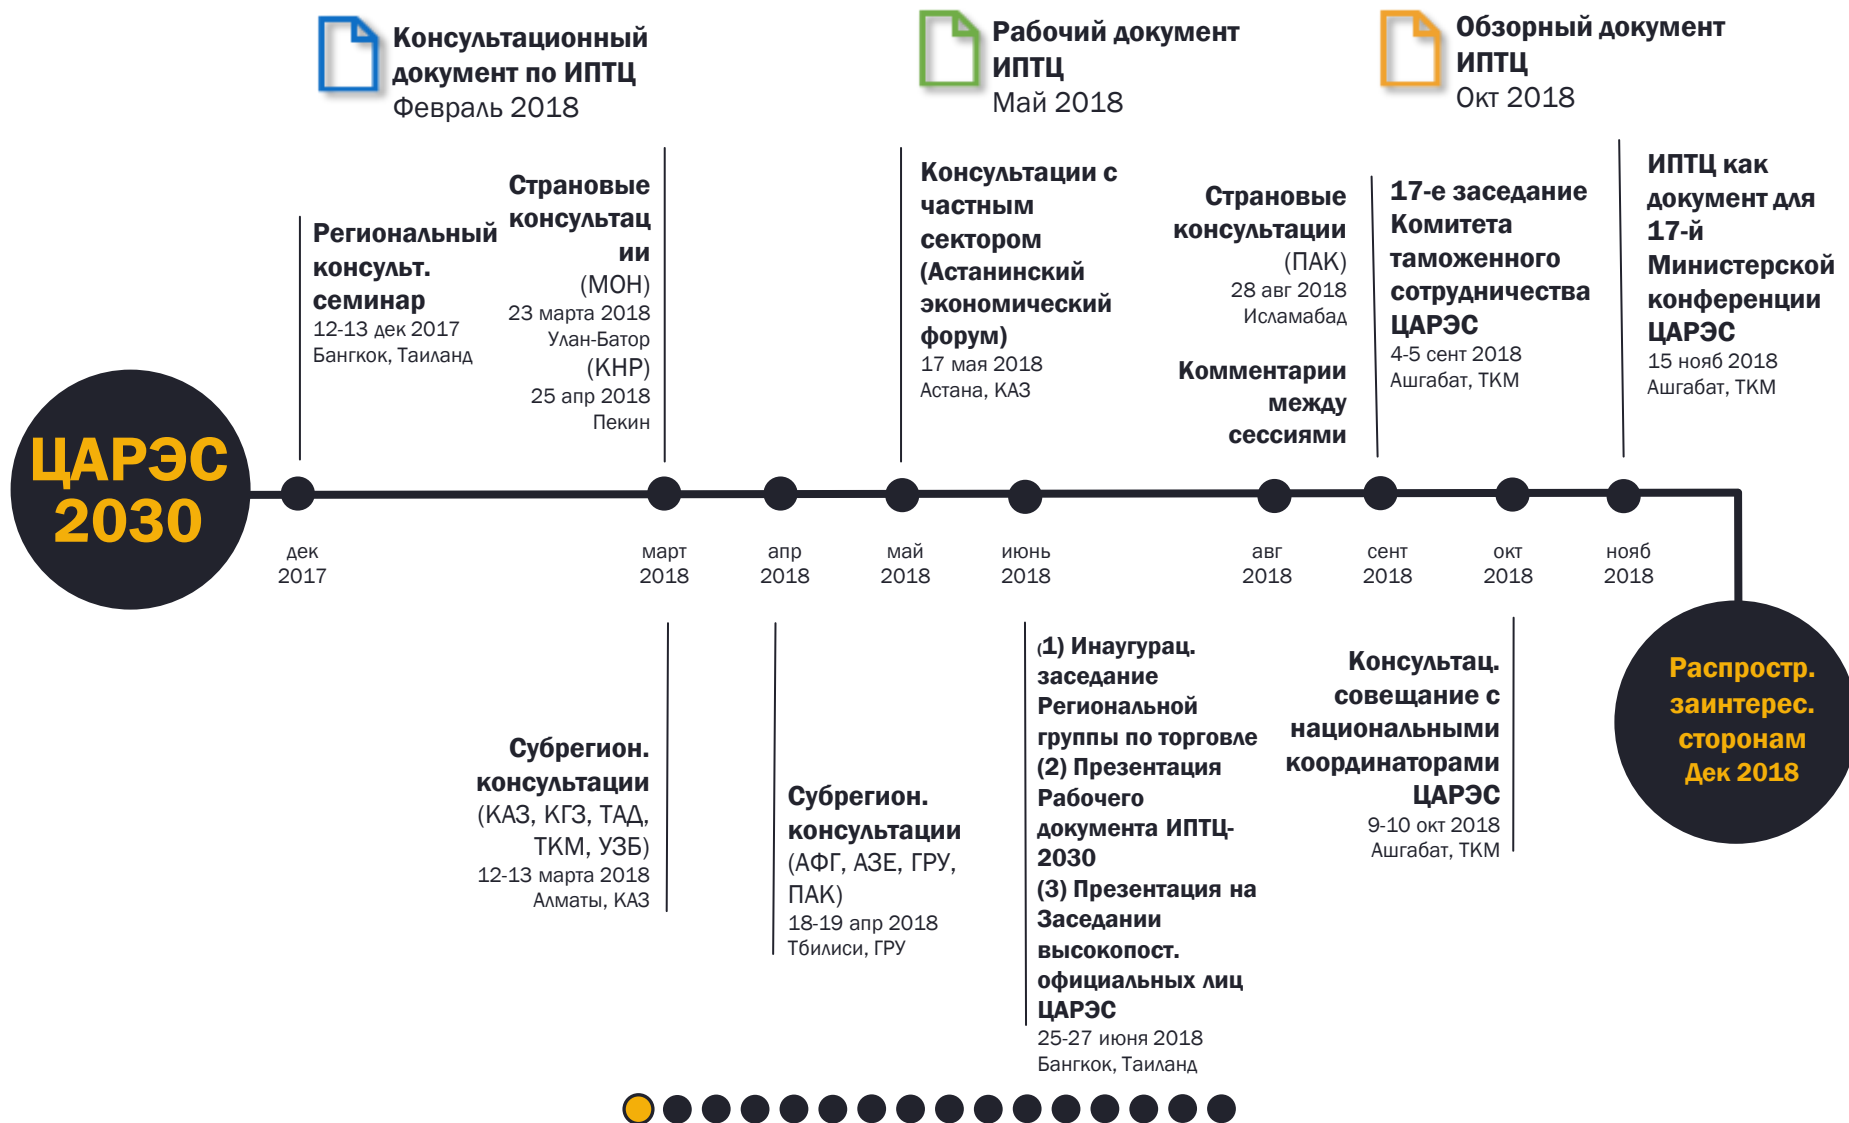 Консультационный
документ по ИПТЦ
Февраль 2018
Рабочий документ
ИПТЦ
Май 2018
Обзорный документ
ИПТЦ
Окт 2018
Региональный
консульт.
семинар
12-13 дек 2017
Бангкок, Таиланд
Страновые
консультац
ии
(МОН)
23 марта 2018
Улан-Батор
(КНР)
25 апр 2018
Пекин
Консультации с
частным
сектором
(Астанинский
экономический
форум)
17 мая 2018
Астана, КАЗ
Страновые
консультации
(ПАК)
28 авг 2018
Исламабад
Комментарии
между
сессиями
17-е заседание
Комитета
таможенного
сотрудничества
ЦАРЭС
4-5 сент 2018
Ашгабат, ТКМ
ИПТЦ как
документ для
17-й
Министерской
конференции
ЦАРЭС
15 нояб 2018
Ашгабат, ТКМ
ЦАРЭС
2030
дек
2017
март
2018
апр
2018
май
2018
июнь
2018
авг
2018
сент
2018
окт
2018
нояб
2018
Субрегион.
консультации
(КАЗ, КГЗ, ТАД,
ТКМ, УЗБ)
12-13 марта 2018
Алматы, КАЗ
Субрегион.
консультации
(АФГ, АЗЕ, ГРУ,
ПАК)
18-19 апр 2018
Тбилиси, ГРУ
(1) Инаугурац.
заседание
Региональной
группы по торговле
(2) Презентация
Рабочего
документа ИПТЦ-
2030
(3) Презентация на
Заседании
высокопост.
официальных лиц
ЦАРЭС
25-27 июня 2018
Бангкок, Таиланд
Консультац.
совещание с
национальными
координаторами
ЦАРЭС
9-10 окт 2018
Ашгабат, ТКМ
Распростр.
заинтерес.
сторонам
Дек 2018